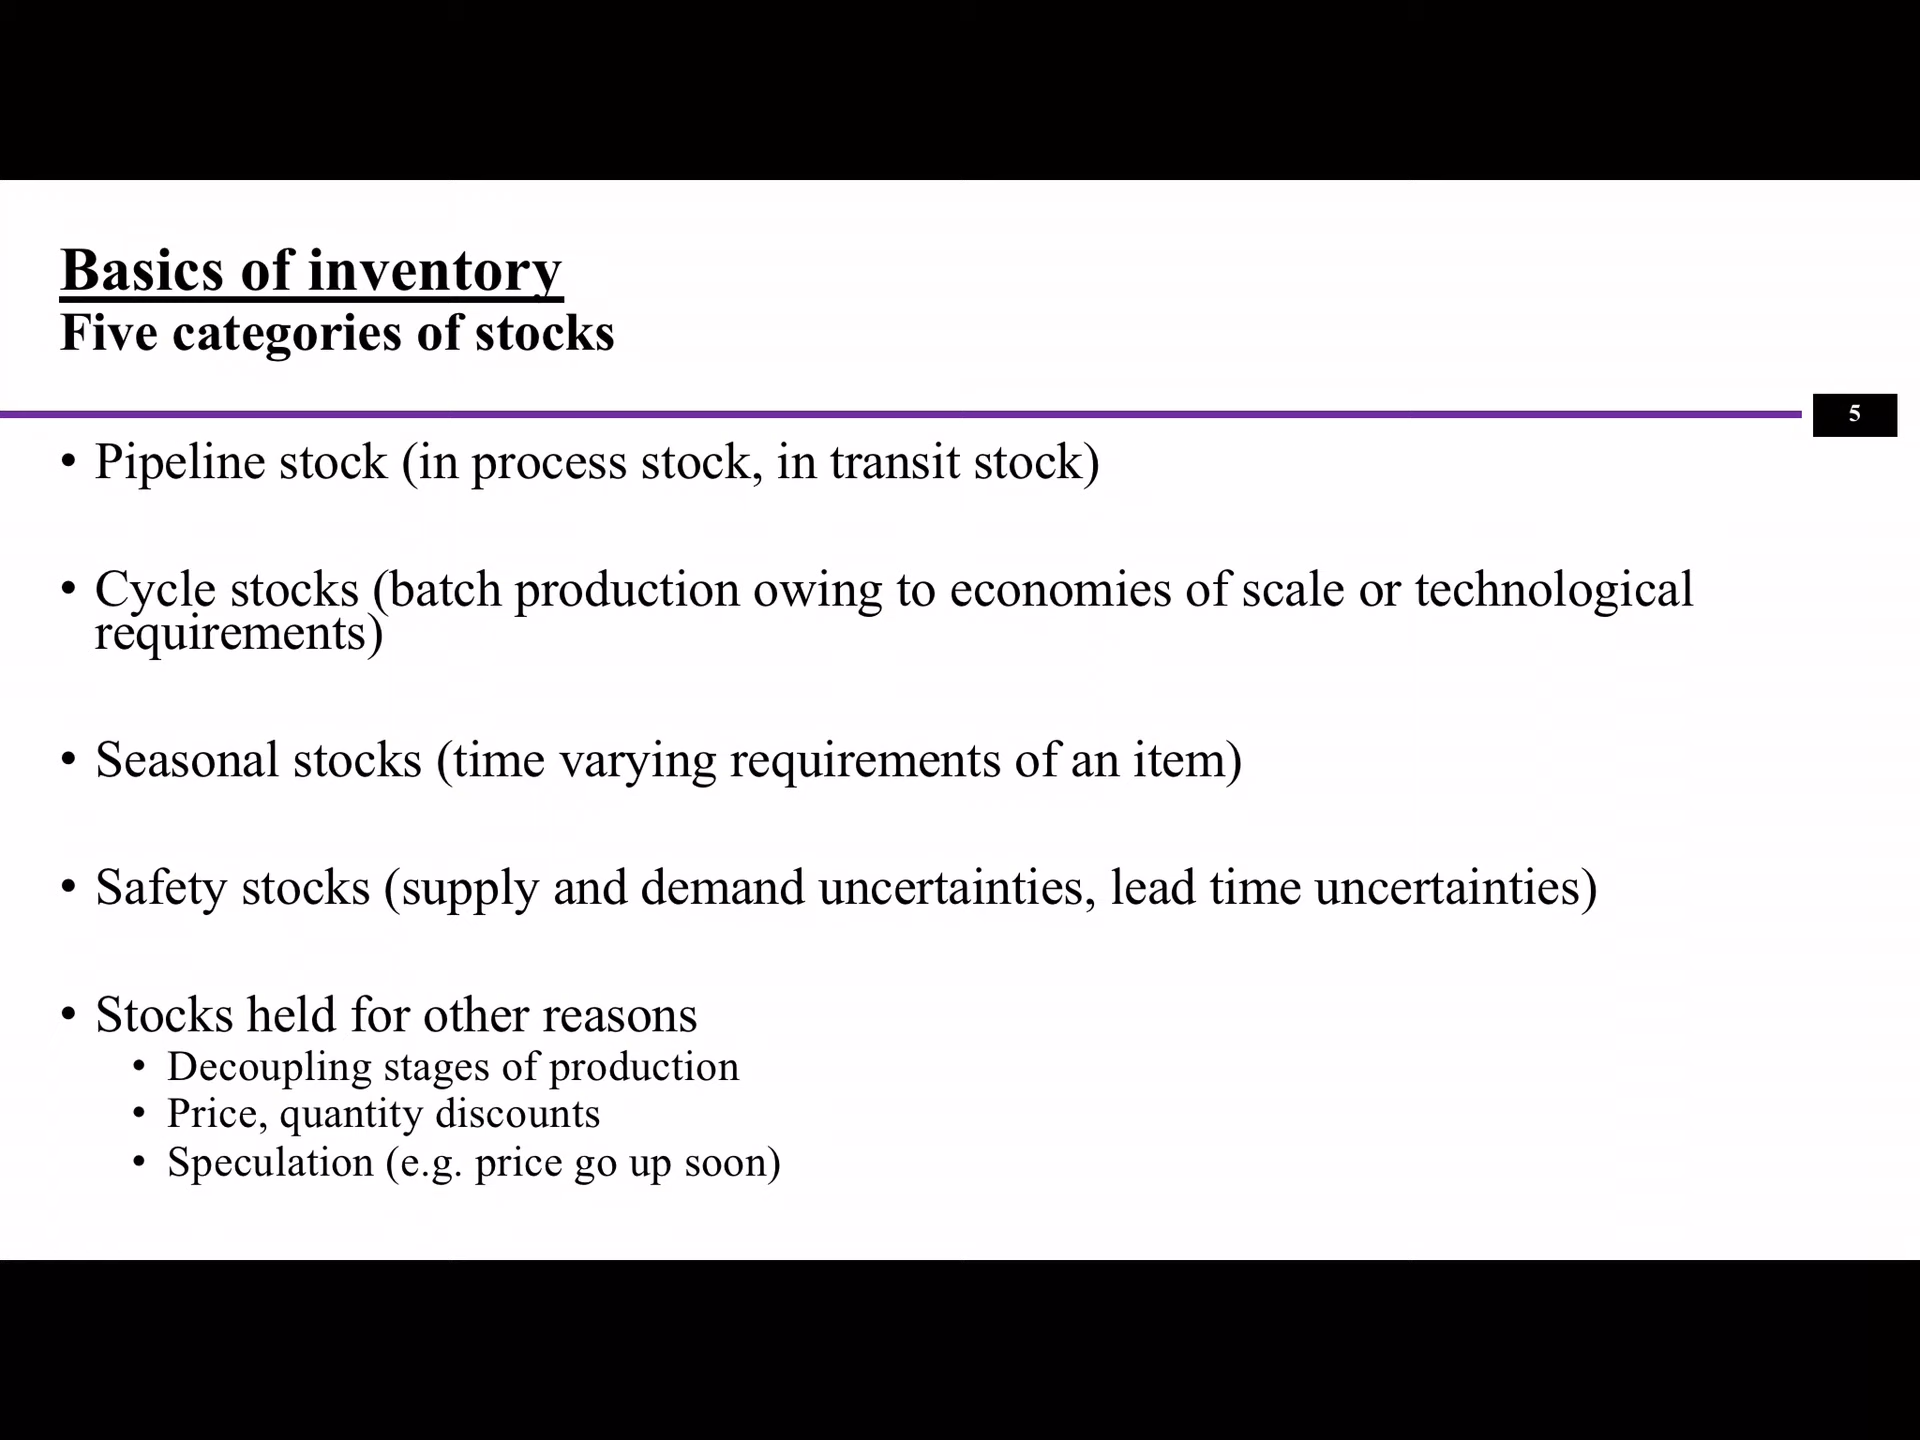 Basics of inventory
Five categories of stocks
5
• Pipeline stock (in process stock, in transit stock)
• Cycle stocks (batch production owing to economies of scale or technological
requirements)
• Seasonal stocks (time varying requirements of an item)
• Safety stocks (supply and demand uncertainties, lead time uncertainties)
• Stocks held for other reasons
• Decoupling stages of production
• Price, quantity discounts
• Speculation (e.g. price go up soon)